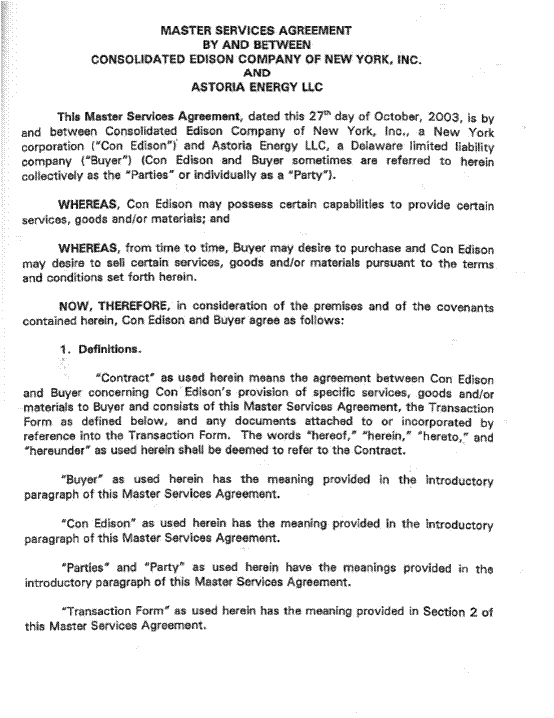 MASTER SERVICES AGREEMENT
BY AND BETWEEN
CONSOLIDATED EDISON COMPANY OF NEW YORK, INC.
AND
ASTORIA ENERGY LLC
This Master Services Agreement, dated this 27th day of October, 2003, is by
and between Consolidated Edison Company of New York, Inc., a New York
corporation ("Con Edison") and Astoria Energy LLC, a Delaware limited liability
company ("Buyer") (Con Edison and Buyer sometimes are referred to herein
collectively as the "Parties" or individually as a "Party").
WHEREAS, Con Edison may possess certain capabilities to provide certain
services, goods and/or materials; and
WHEREAS, from time to time, Buyer may desire to purchase and Con Edison
may desire to sell certain services, goods and/or materials pursuant to the terms
and conditions set forth herein.
NOW, THEREFORE, in consideration of the premises and of the covenants
contained herein, Con Edison and Buyer agree as follows:
1. Definitions.
"Contract" as used herein means the agreement between Con Edison
and Buyer concerning Con Edison's provision of specific services, goods and/or
materials to Buyer and consists of this Master Services Agreement, the Transaction
Form as defined below, and any documents attached to or incorporated by
reference into the Transaction Form. The words "hereof," "herein," "hereto," and
"hereunder" as used herein shall be deemed to refer to the Contract.
"Buyer" as used herein has the meaning provided in the introductory
paragraph of this Master Services Agreement.
"Con Edison" as used herein has the meaning provided in the introductory
paragraph of this Master Services Agreement.
"Parties" and "Party" as used herein have the meanings provided in the
introductory paragraph of this Master Services Agreement.
"Transaction Form" as used herein has the meaning provided in Section 2 of
this Master Services Agreement.